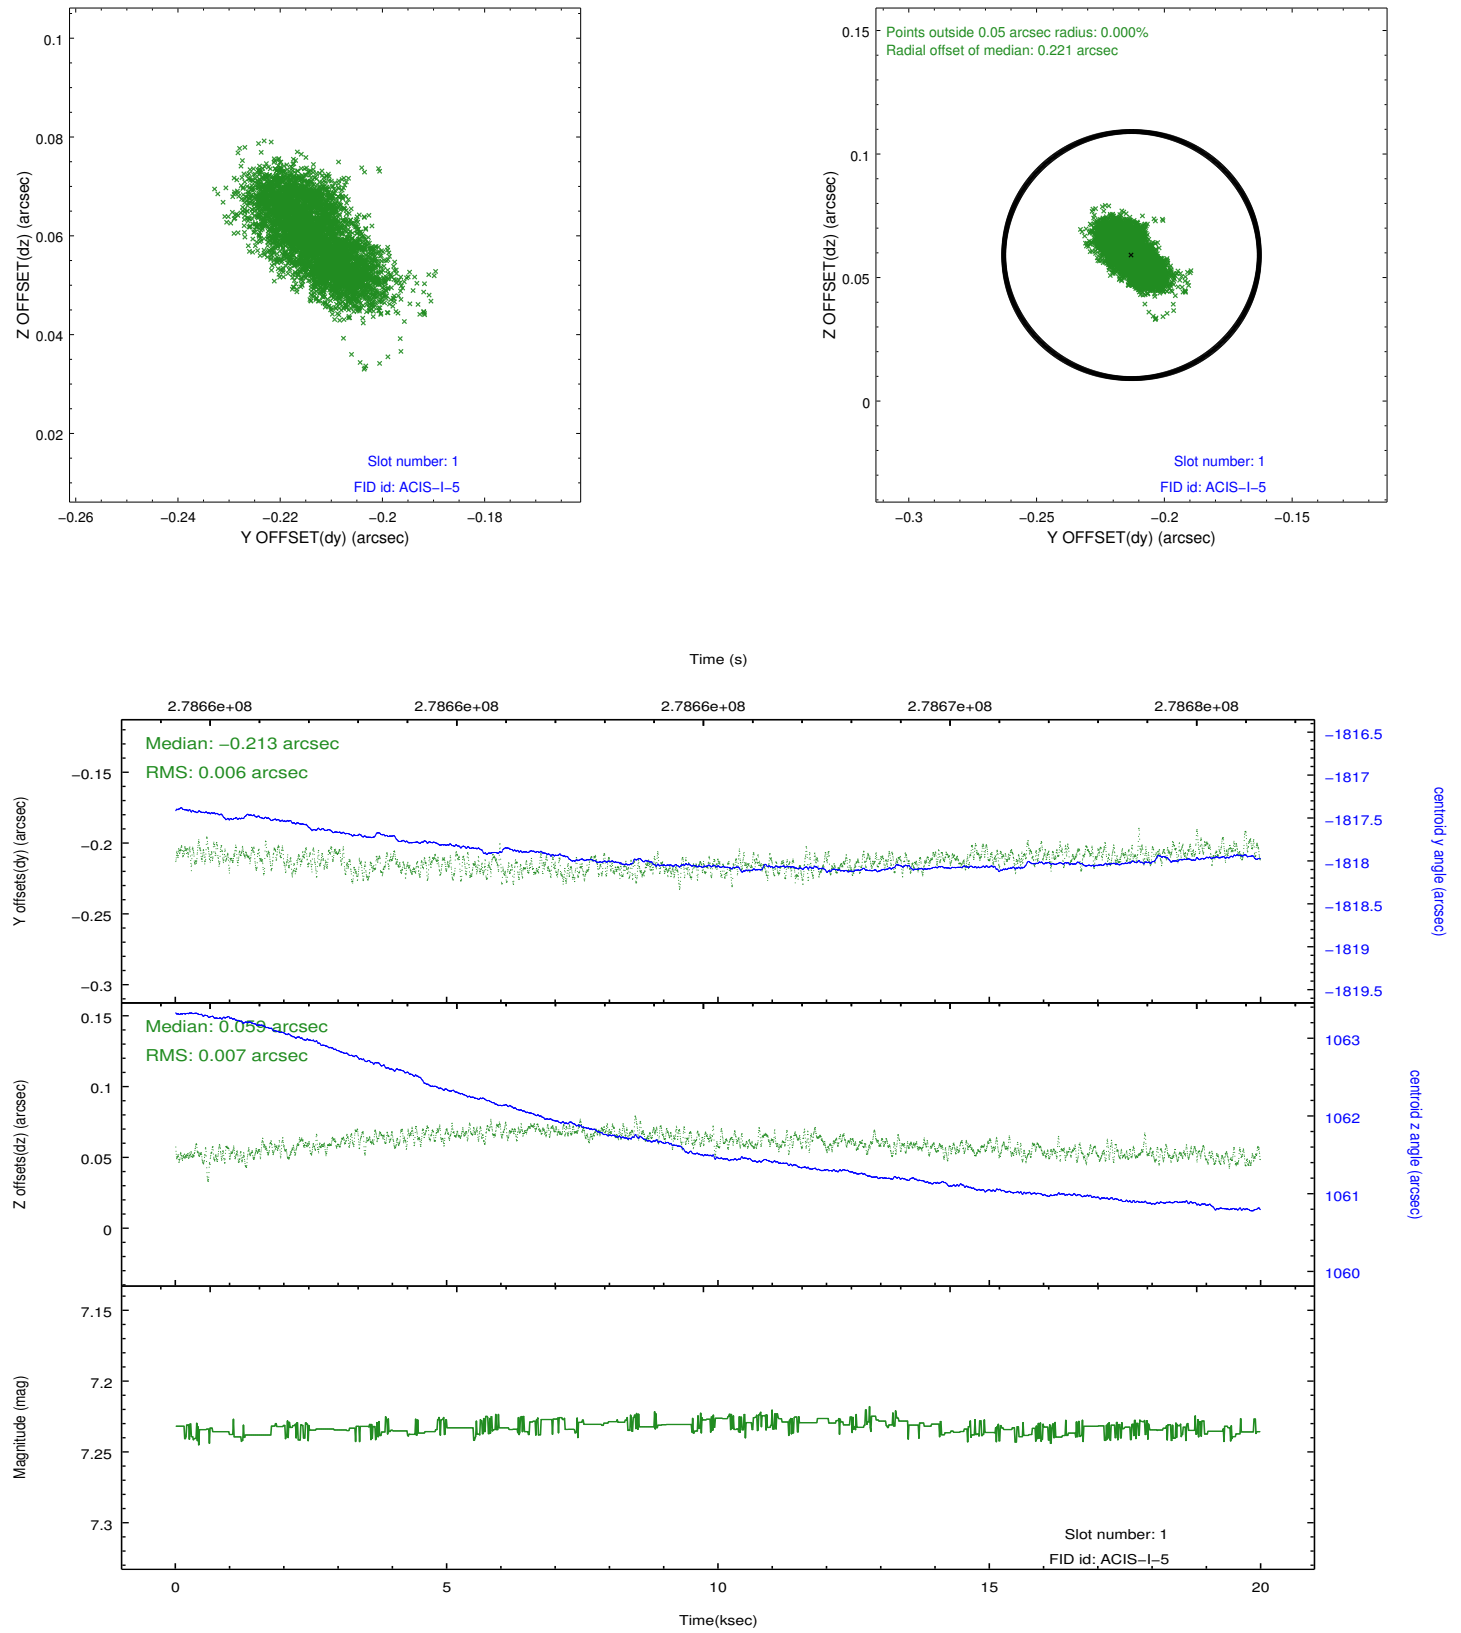 0.1
0.08
0.06
0.04
0.02
Z OFFSET(dz) (arcsec)
Slot number: 1
FID id: ACIS−I−5
−0.26 −0.24 −0.22 −0.2 −0.18
Y OFFSET(dy) (arcsec)
Points outside 0.05 arcsec radius: 0.000%
Radial offset of median: 0.221 arcsec
0.15
0.1
0.05
0
Z OFFSET(dz) (arcsec)
Slot number: 1
FID id: ACIS−I−5
−0.3 −0.25 −0.2 −0.15
Y OFFSET(dy) (arcsec)
Time (s)
2.7866e+08 2.7866e+08 2.7866e+08 2.7867e+08 2.7868e+08
Median: −0.213 arcsec
RMS: 0.006 arcsec
−0.15
−0.2
−0.25
−0.3
Y offsets(dy) (arcsec)
−1816.5
−1817
−1817.5
−1818
−1818.5
−1819
−1819.5
centroid y angle (arcsec)
Median: 0.059 arcsec
RMS: 0.007 arcsec
0.15
0.1
0.05
0
Z offsets(dz) (arcsec)
1063
1062
1061
1060
centroid z angle (arcsec)
7.15
7.2
7.25
7.3
Magnitude (mag)
Slot number: 1
FID id: ACIS−I−5
0 5 10 15 20
Time(ksec)